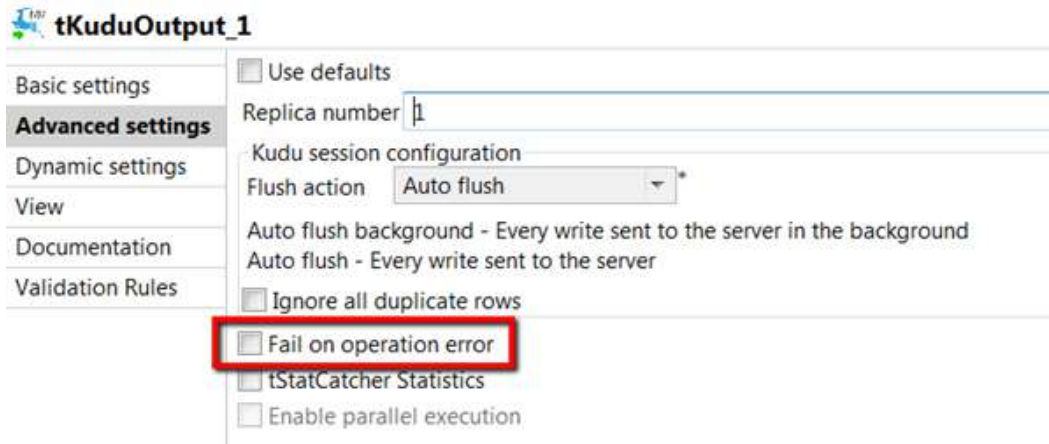 tKuduOutput_1
Basic settings
Advanced settings
Dynamic settings
View
Documentation
Validation Rules
Use defaults
Replica number 1
Kudu session configuration
Flush action Auto flush *
Auto flush background - Every write sent to the server in the background
Auto flush - Every write sent to the server
Ignore all duplicate rows
Fail on operation error
tStatCatcher Statistics
Enable parallel execution